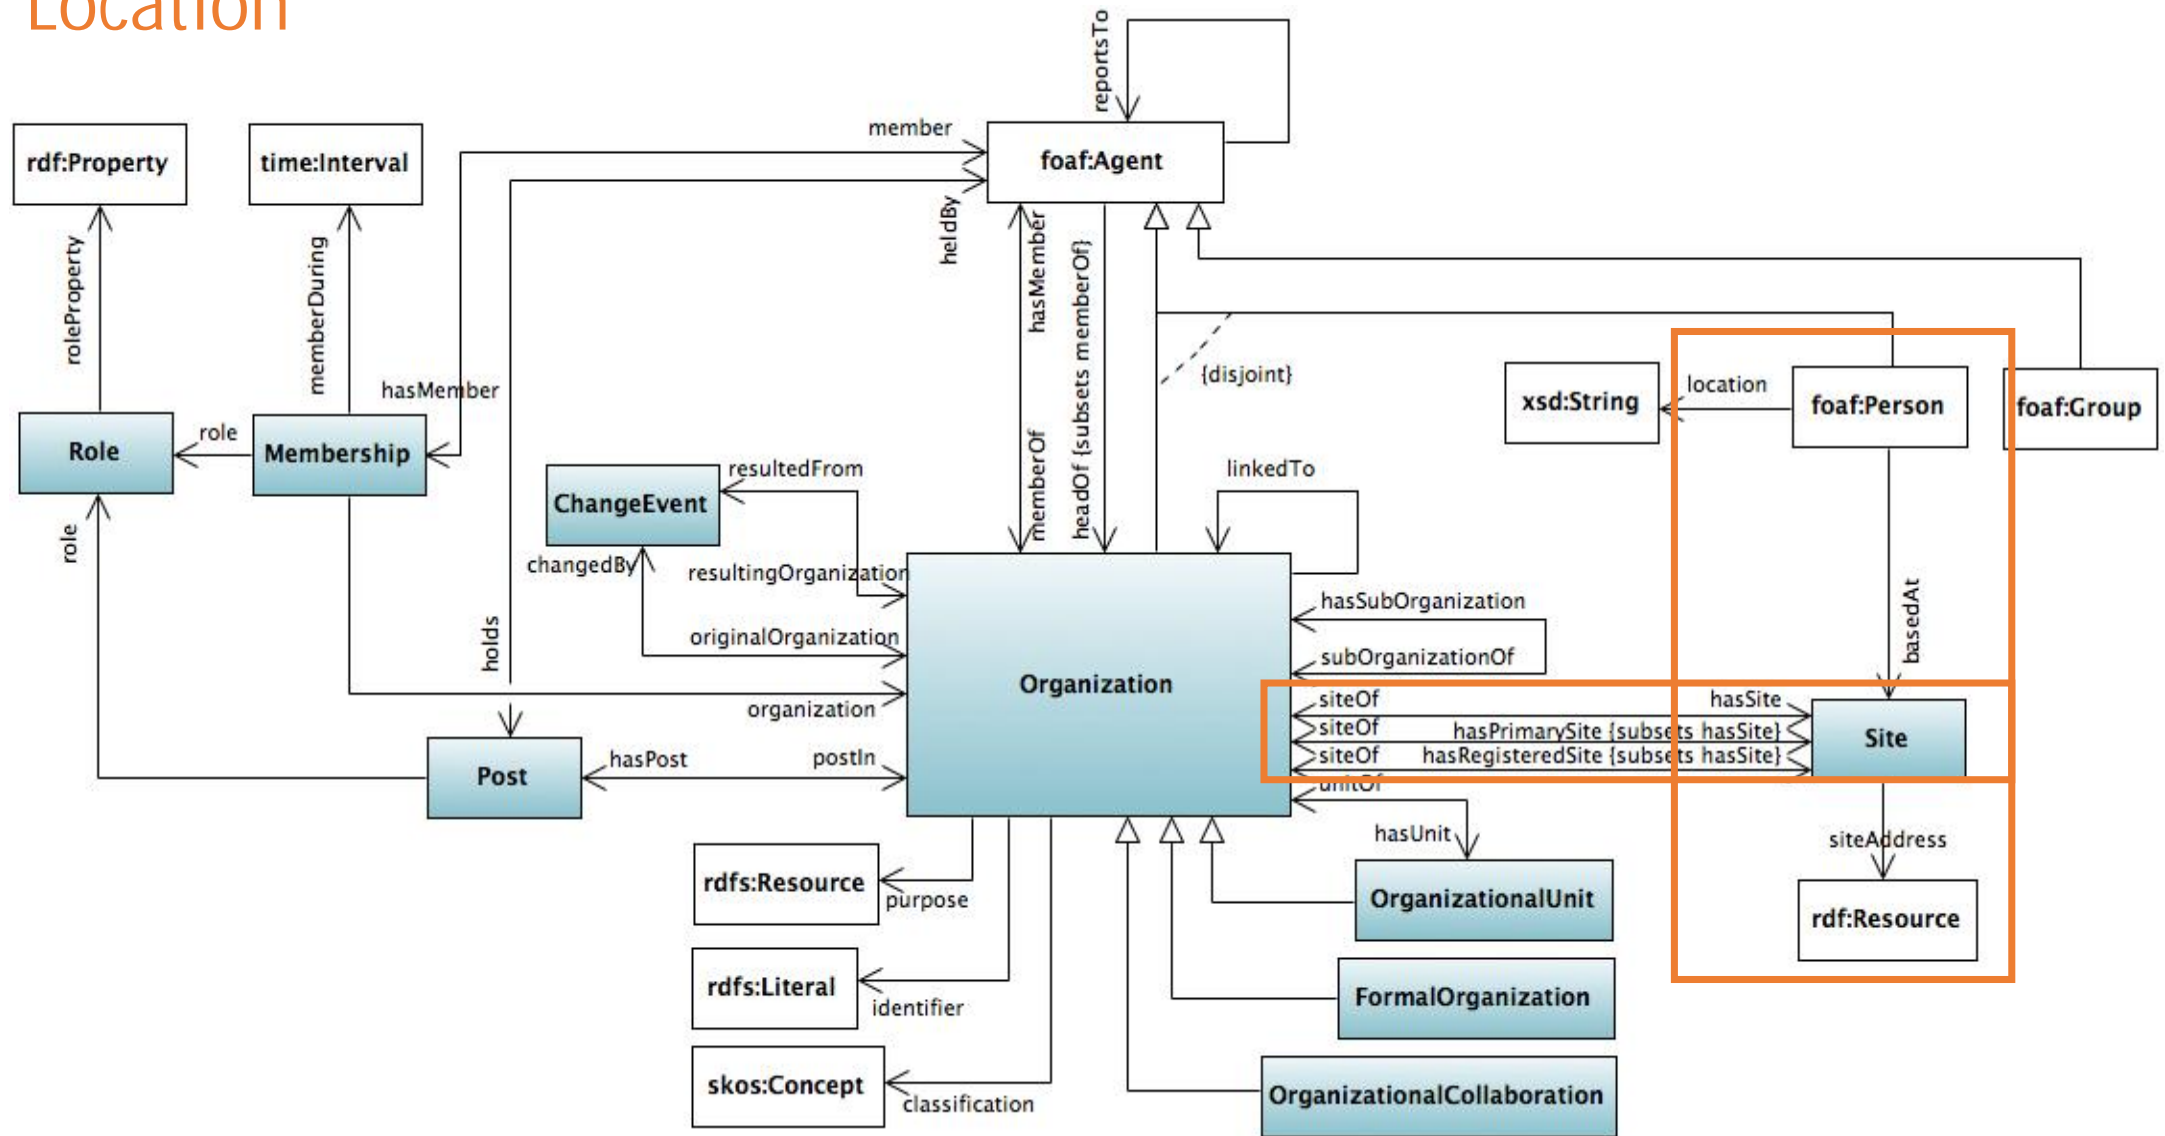 Location
reportsTo
member
foaf:Agent
rdf:Property
time:Interval
heldBy
hasMember
headOf {subsets memberOf}
roleProperty
memberDuring
hasMember
{disjoint}
xsd:String
location
foaf:Person
foaf:Group
Role
role
Membership
memberOf
resultedFrom
linkedTo
ChangeEvent
role
changedBy
resultingOrganization
hasSubOrganization
basedAt
holds
originalOrganization
subOrganizationOf
Organization
siteOf
hasSite
organization
siteOf
hasPrimarySite {subsets hasSite}
Site
siteOf
hasRegisteredSite {subsets hasSite}
hasPost
postIn
Post
unitOf
hasUnit
siteAddress
rdfs:Resource
purpose
OrganizationalUnit
rdf:Resource
rdfs:Literal
identifier
FormalOrganization
skos:Concept
classification
OrganizationalCollaboration